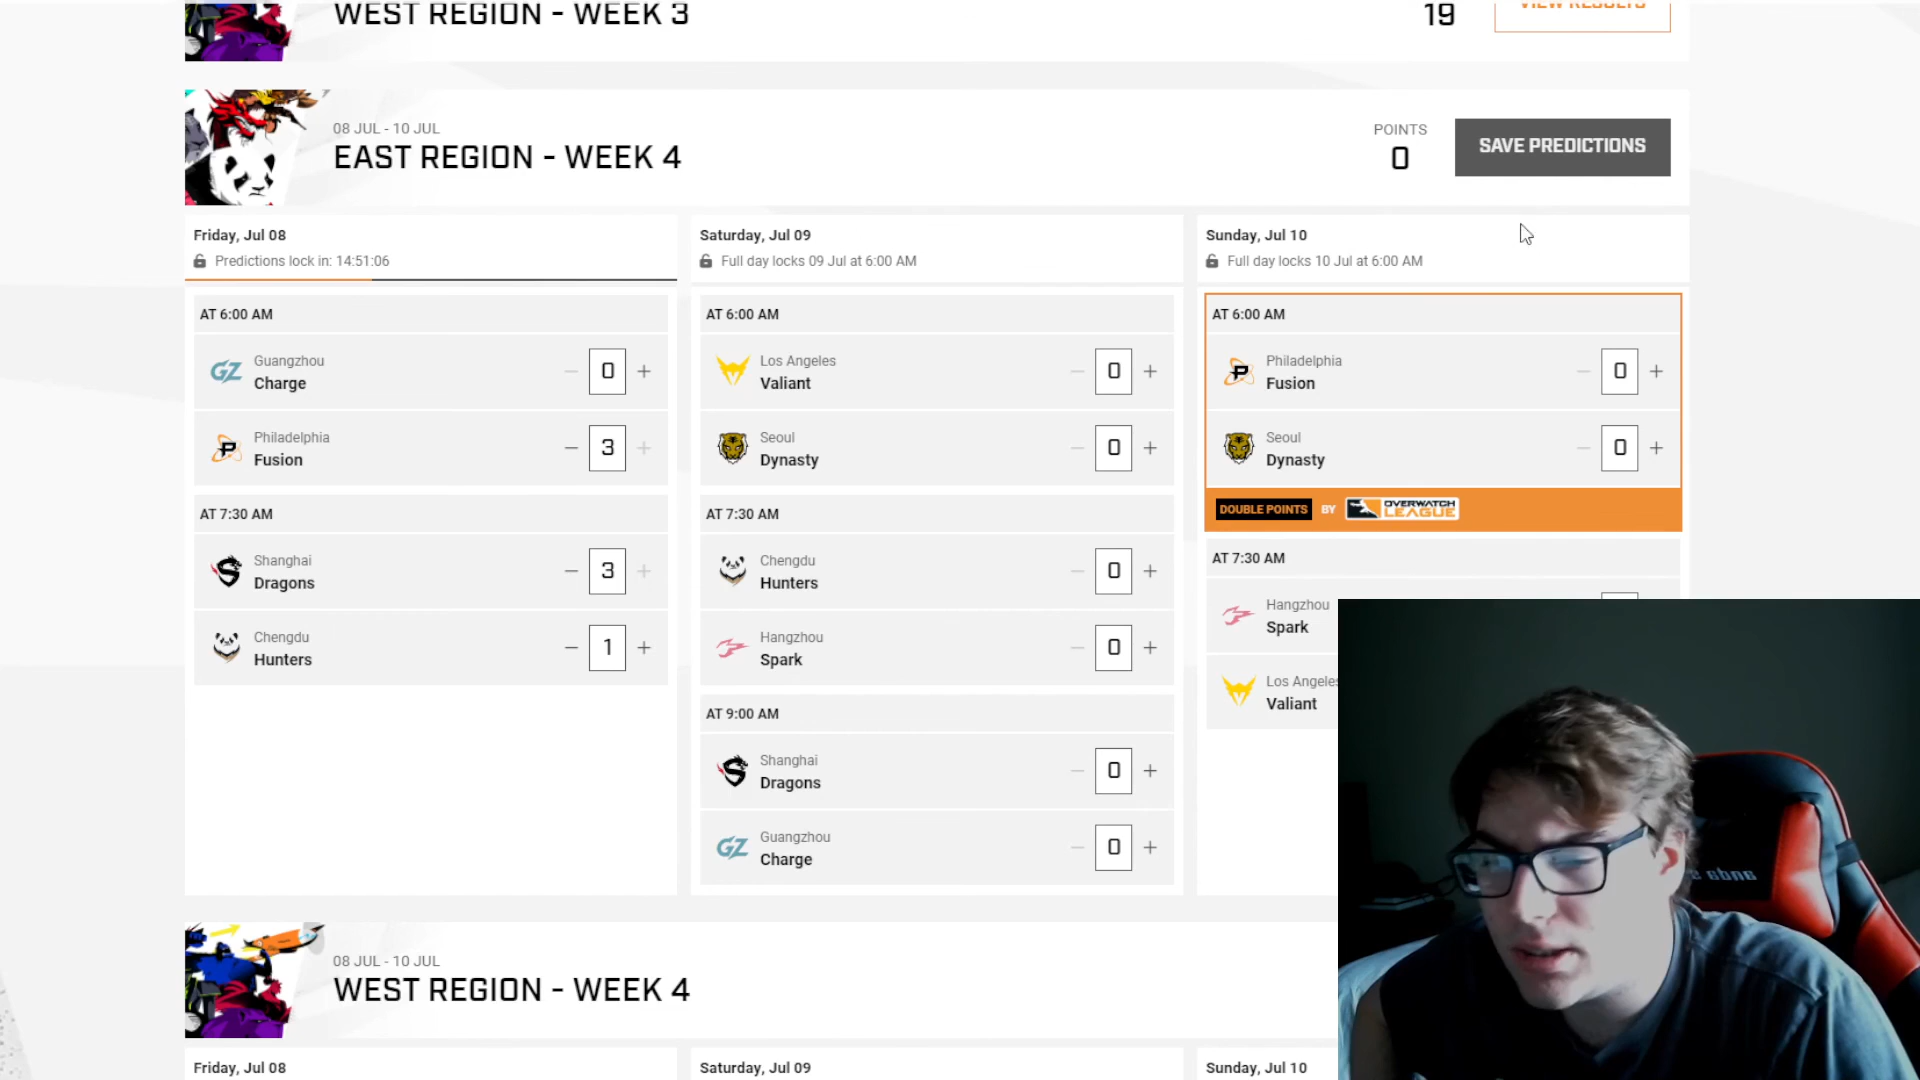 WEST REGION - WEEK 3
19
VIEW RESULTS
08 JUL - 10 JUL
EAST REGION - WEEK 4
POINTS
0
SAVE PREDICTIONS
Friday, Jul 08
Predictions lock in: 14:51:06
AT 6:00 AM
GZ
Guangzhou
Charge
0
Philadelphia
Fusion
3
AT 7:30 AM
Shanghai
Dragons
3
Chengdu
Hunters
1
Saturday, Jul 09
Full day locks 09 Jul at 6:00 AM
AT 6:00 AM
Los Angeles
Valiant
0
Seoul
Dynasty
0
AT 7:30 AM
Chengdu
Hunters
0
Hangzhou
Spark
0
AT 9:00 AM
Shanghai
Dragons
0
GZ
Guangzhou
Charge
0
Sunday, Jul 10
Full day locks 10 Jul at 6:00 AM
AT 6:00 AM
Philadelphia
Fusion
0
Seoul
Dynasty
0
DOUBLE POINTS BY OVERWATCH LEAGUE
AT 7:30 AM
Hangzhou
Spark
Los Angeles
Valiant
08 JUL - 10 JUL
WEST REGION - WEEK 4
Friday, Jul 08
Saturday, Jul 09
Sunday, Jul 10